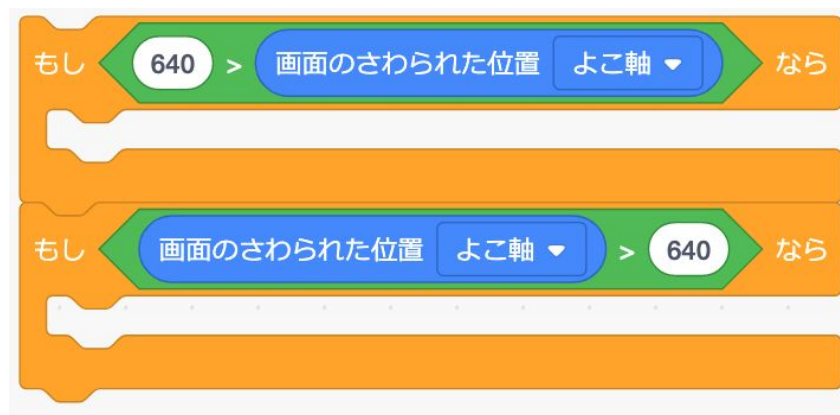 もし 640 > 画面のさわられた位置 よこ軸 なら
もし 画面のさわられた位置 よこ軸 > 640 なら